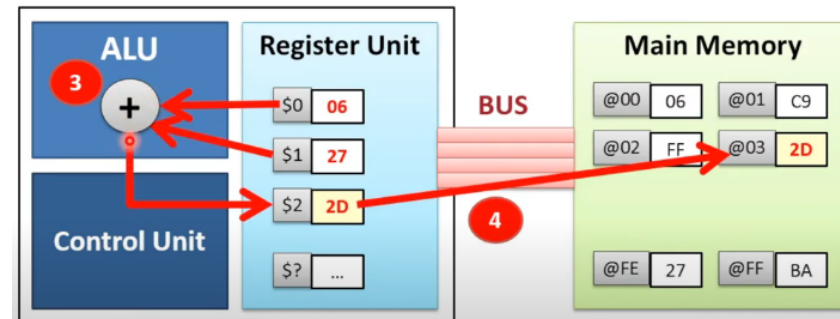 ALU
3
+
Control Unit
Register Unit
$0 06
$1 27
$2 2D
$? ...
BUS
4
Main Memory
@00 06 @01 C9
@02 FF @03 2D
@FE 27 @FF BA